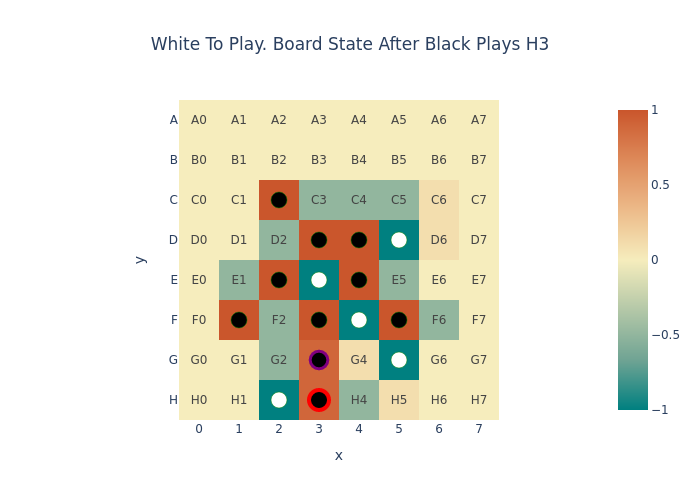 White To Play. Board State After Black Plays H3
A A0 A1 A2 A3 A4 A5 A6 A7
B B0 B1 B2 B3 B4 B5 B6 B7
C C0 C1 C3 C4 C5 C6 C7
D D0 D1 D2 D6 D7
E E0 E1 E5 E6 E7
F F0 F2 F6 F7
G G0 G1 G2 G4 G6 G7
H H0 H1 H4 H5 H6 H7
0 1 2 3 4 5 6 7
x
y
1
0.5
0
−0.5
−1